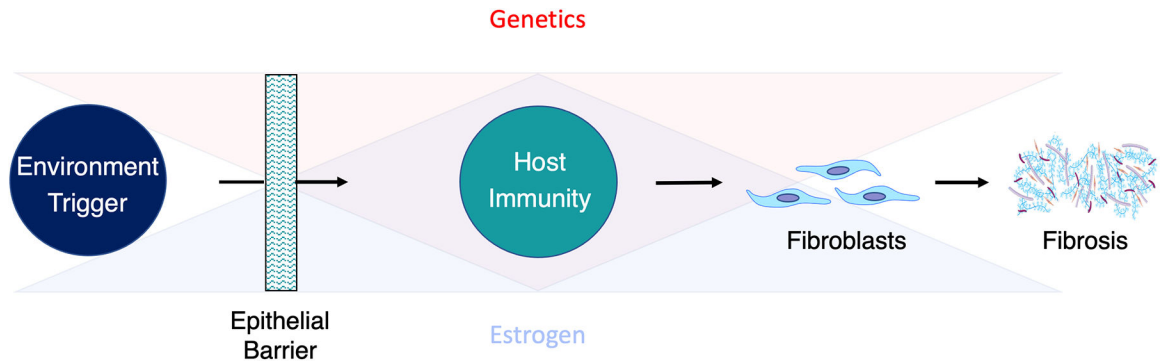 Genetics
Environment
Trigger
Host
Immunity
Fibroblasts
Fibrosis
Epithelial
Barrier
Estrogen